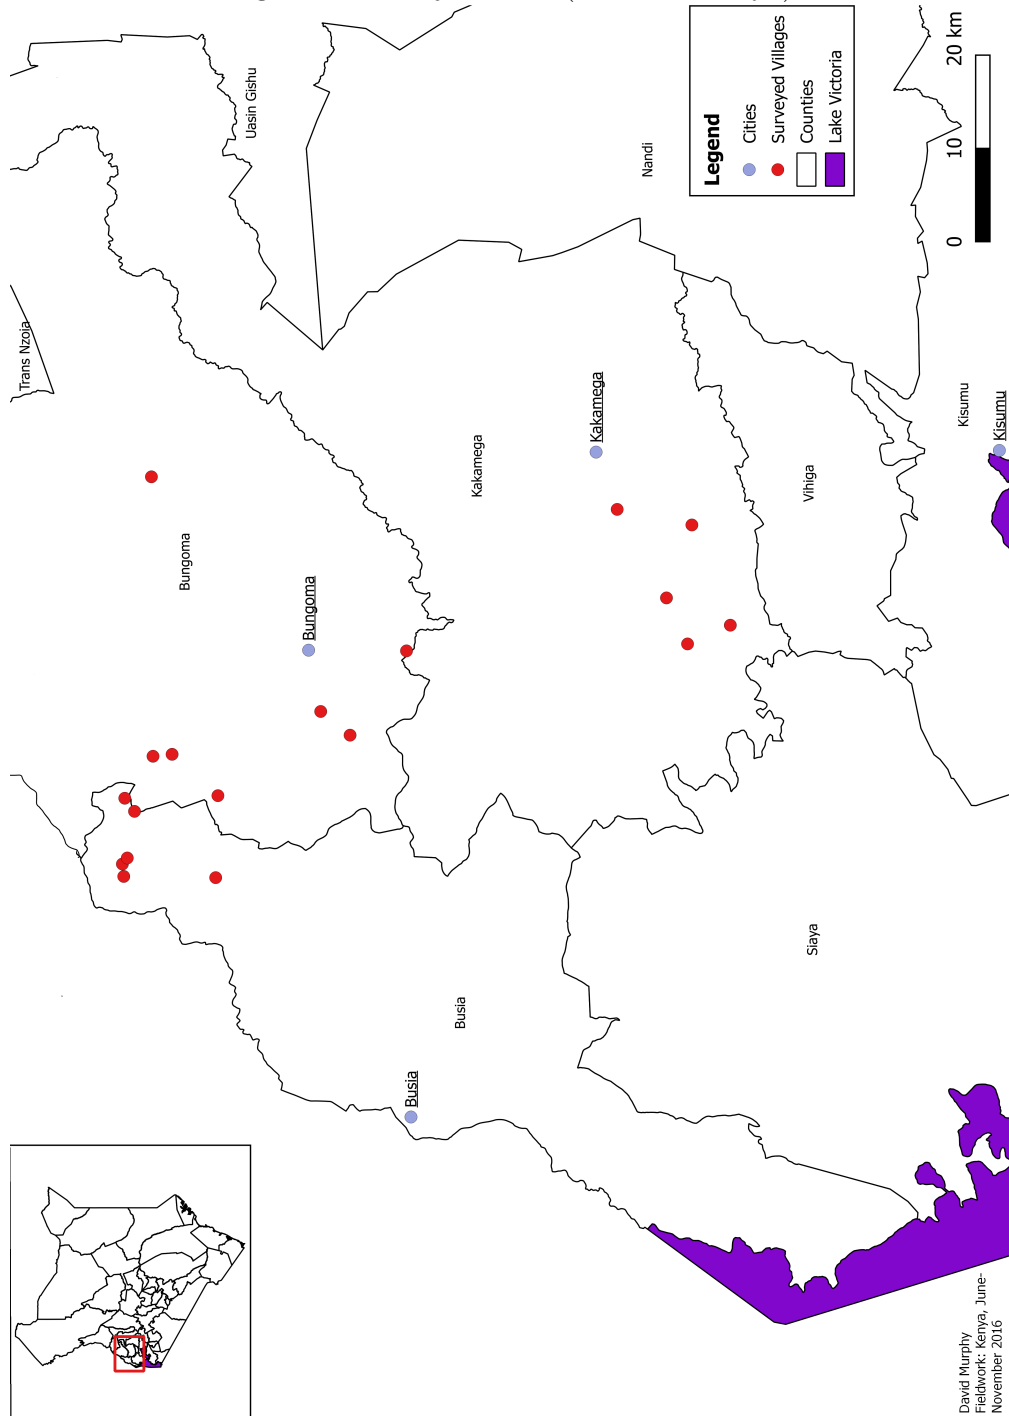 Trans Nzoia
Bungoma
Uasin Gishu
Bungoma
Busia
Busia
Kakamega
Kakamega
Nandi
Legend
Cities
Surveyed Villages
Counties
Lake Victoria
Vihiga
Siaya
Kisumu
Kisumu
0 10 20 km
David Murphy
Fieldwork: Kenya, June-
November 2016